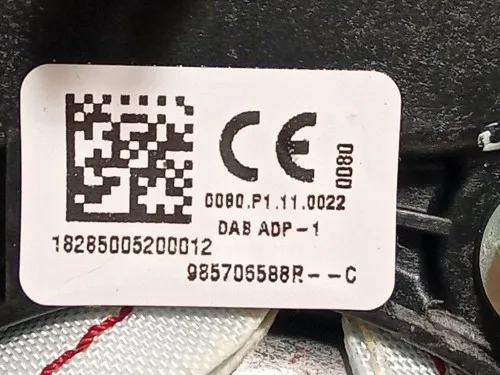 CE 0080
0080.P1.11.0022
DAB ADP-1
18285005200012
985706588R--C